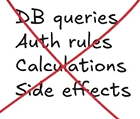 DB queries
Auth rules
Calculations
Side effects